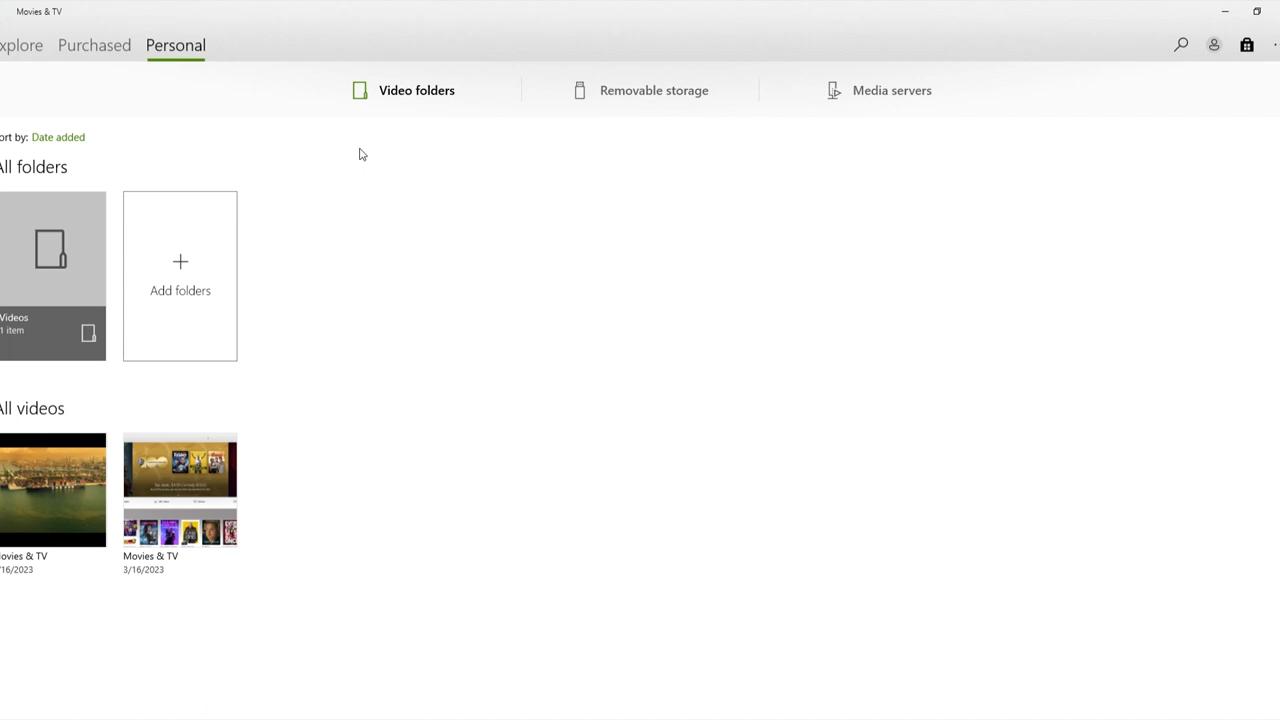 Movies & TV
xplore Purchased Personal
Video folders Removable storage Media servers
ort by: Date added
All folders
Videos
1 item
Add folders
All videos
ovies & TV Movies & TV
/16/2023 3/16/2023